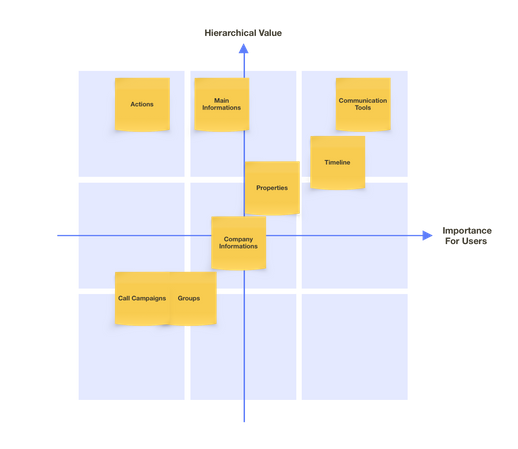 Hierarchical Value
Actions
Main
Informations
Communication
Tools
Timeline
Properties
Importance
For Users
Company
Informations
Call Campaigns
Groups